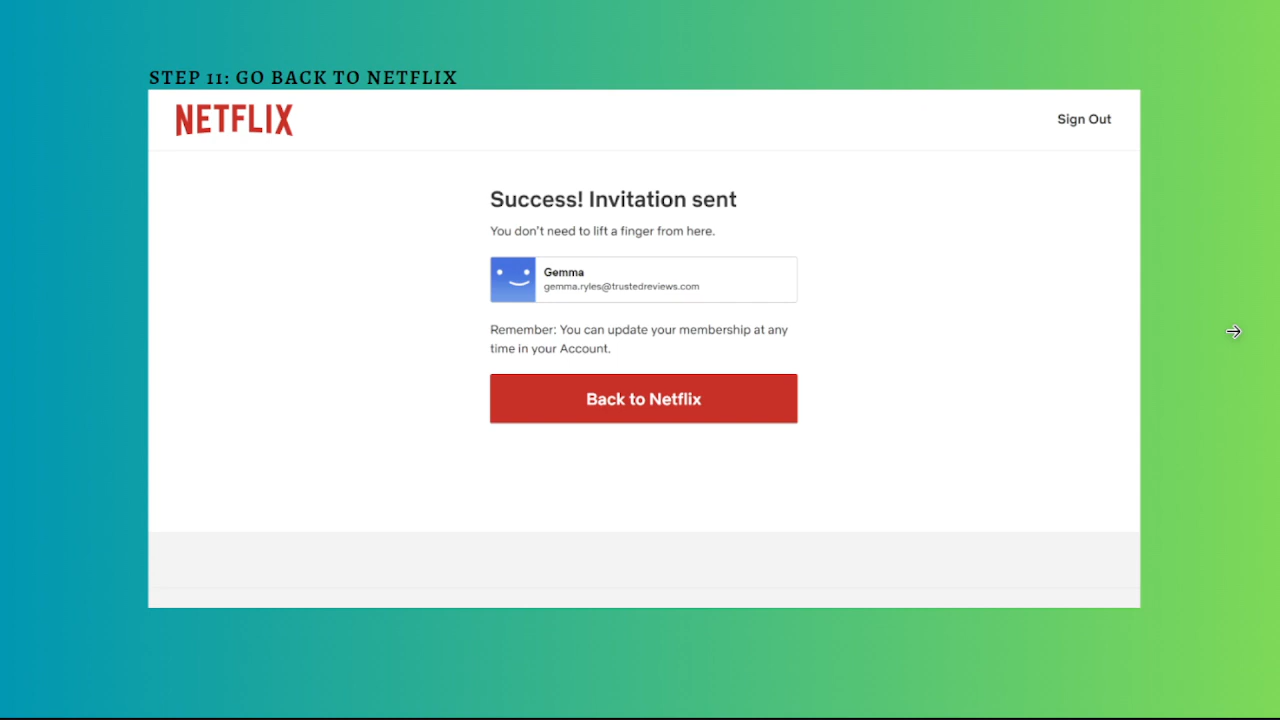 STEP 11: GO BACK TO NETFLIX
NETFLIX
Sign Out
Success! Invitation sent
You don't need to lift a finger from here.
Gemma
gemma.ryles@trustedreviews.com
Remember: You can update your membership at any
time in your Account.
Back to Netflix